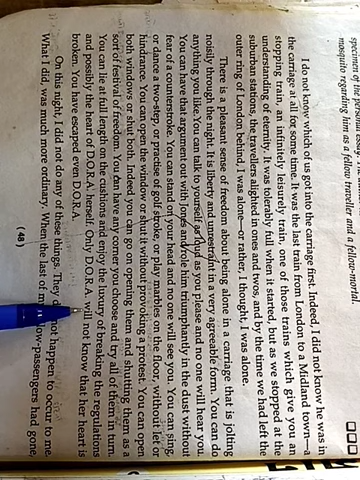 specimen of the personal essay. The
mosquito regarding him as a fellow traveller and a fellow-mortal.
I do not know which of us got into the carriage first. Indeed, I did not know he was in
the carriage at all for some time. It was the last train from London to a Midland town—a
stopping train, an infinitely leisurely train, one of those trains which give you an
understanding of eternity. It was tolerably full when it started, but as we stopped at the
suburban stations the travellers alighted in ones and twos, and by the time we had left the
outer ring of London behind, I was alone—or rather, I thought I was alone.
There is a pleasant sense of freedom about being alone in a carriage that is jolting
noisily through the night. It is liberty and unrestraint in a very agreeable form. You can do
anything you like. You can talk to yourself as loud as you please and no one will hear you.
You can have that argument out with Jones and role him triumphantly in the dust without
fear of a counterstroke. You can stand on your head and no one will see you. You can sing,
or dance a two-step, or practise a golf stroke, or play marbles on the floor, without let or
hindrance. You can open the window or shut it without provoking a protest. You can open
both windows or shut both. Indeed you can go on opening them and shutting them as a
sort of festival of freedom. You can have any corner you choose and try all of them in turn.
You can lie at full length on the cushions and enjoy the luxury of breaking the regulations
and possibly the heart of D.O.R.A. herself. Only D.O.R.A. will not know that her heart is
broken. You have escaped even D.O.R.A.
On this night, I did not do any of these things. They did not happen to occur to me.
What I did, was much more ordinary. When the last of my fellow-passengers had gone,
(48)